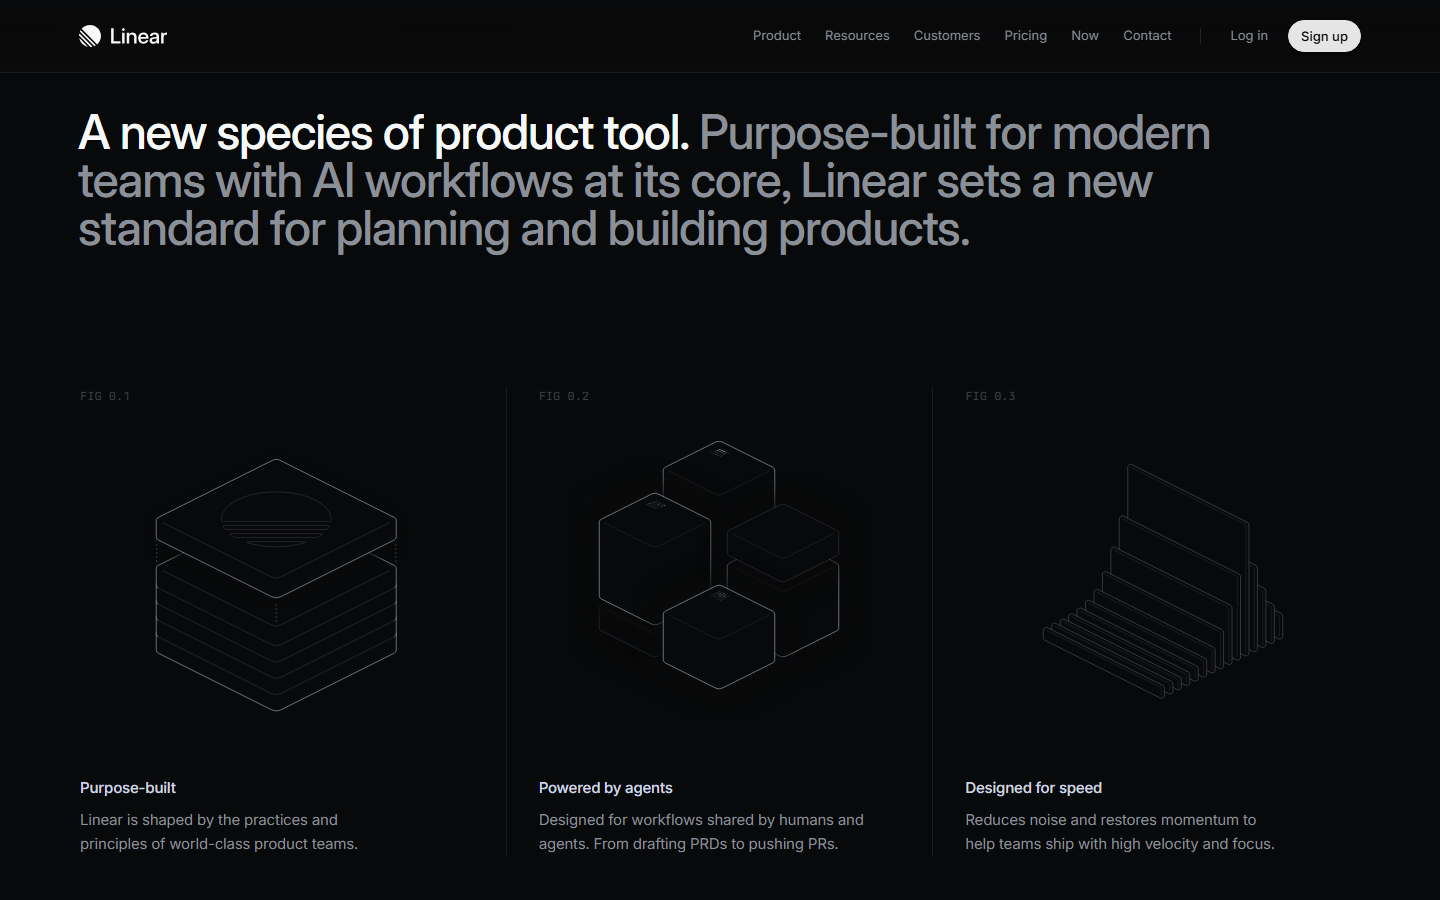 Linear
Product Resources Customers Pricing Now Contact Log in Sign up
A new species of product tool. Purpose-built for modern
teams with AI workflows at its core, Linear sets a new
standard for planning and building products.
FIG 0.1
FIG 0.2
FIG 0.3
Purpose-built
Linear is shaped by the practices and
principles of world-class product teams.
Powered by agents
Designed for workflows shared by humans and
agents. From drafting PRDs to pushing PRs.
Designed for speed
Reduces noise and restores momentum to
help teams ship with high velocity and focus.